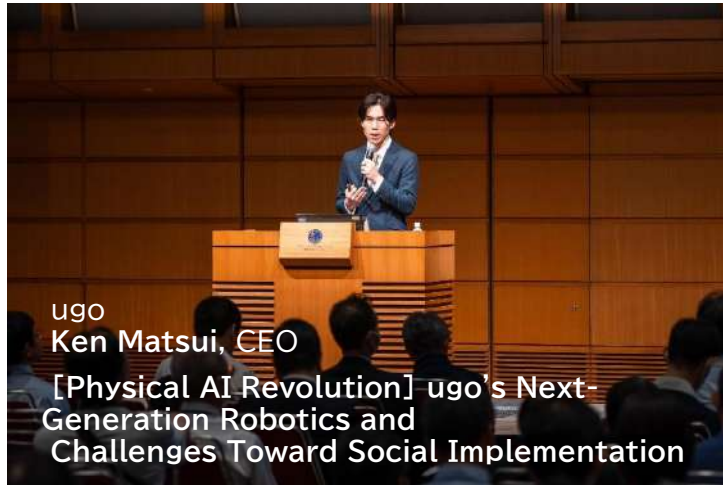 ugo
Ken Matsui, CEO
[Physical AI Revolution] ugo’s Next-
Generation Robotics and
Challenges Toward Social Implementation